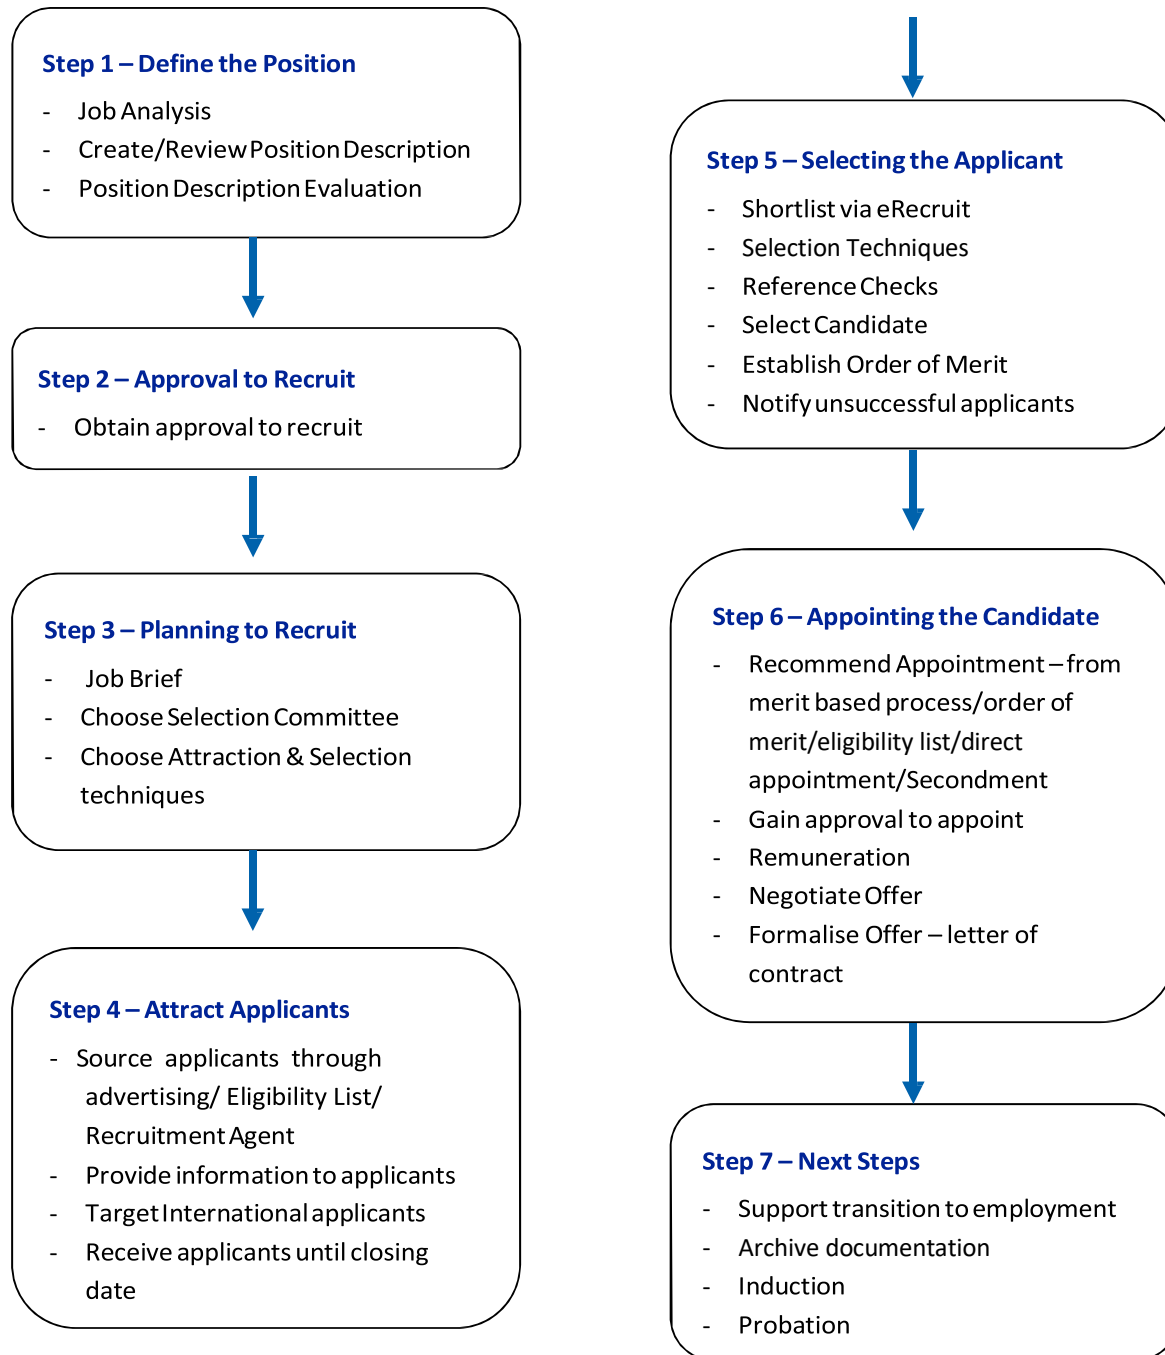 Step 1 – Define the Position
- Job Analysis
- Create/Review Position Description
- Position Description Evaluation
Step 2 – Approval to Recruit
- Obtain approval to recruit
Step 3 – Planning to Recruit
- Job Brief
- Choose Selection Committee
- Choose Attraction & Selection
techniques
Step 4 – Attract Applicants
- Source applicants through
advertising/ Eligibility List/
Recruitment Agent
- Provide information to applicants
- Target International applicants
- Receive applicants until closing
date
Step 5 – Selecting the Applicant
- Shortlist via eRecruit
- Selection Techniques
- Reference Checks
- Select Candidate
- Establish Order of Merit
- Notify unsuccessful applicants
Step 6 – Appointing the Candidate
- Recommend Appointment – from
merit based process/order of
merit/eligibility list/direct
appointment/Secondment
- Gain approval to appoint
- Remuneration
- Negotiate Offer
- Formalise Offer – letter of
contract
Step 7 – Next Steps
- Support transition to employment
- Archive documentation
- Induction
- Probation